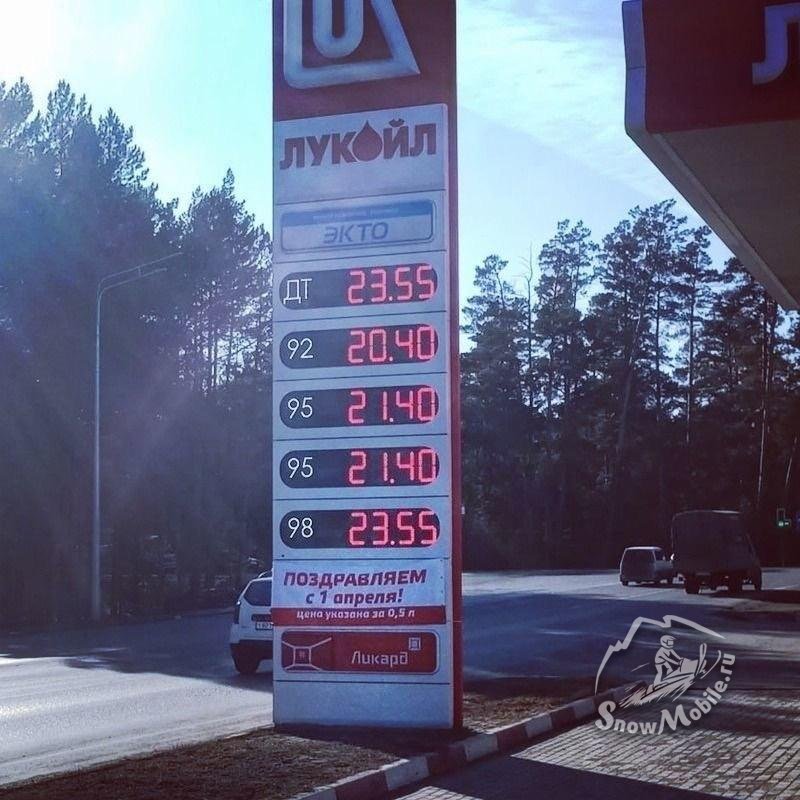 ЛУКОЙЛ
ЭКТО
ДТ 23.55
92 20.40
95 21.40
95 21.40
98 23.55
ПОЗДРАВЛЯЕМ
с 1 апреля!
цена указана за 0,5 л
Ликард
SnowMobile.ru